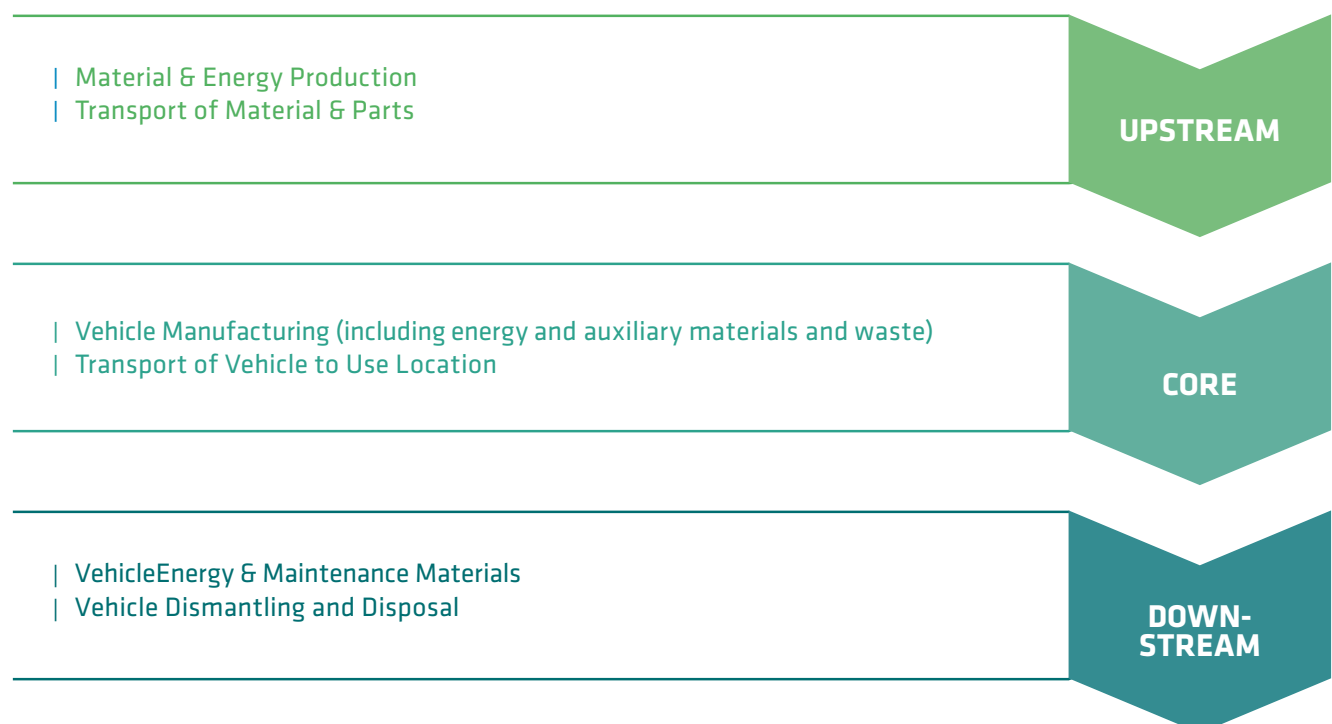 | Material & Energy Production
| Transport of Material & Parts
UPSTREAM
| Vehicle Manufacturing (including energy and auxiliary materials and waste)
| Transport of Vehicle to Use Location
CORE
| VehicleEnergy & Maintenance Materials
| Vehicle Dismantling and Disposal
DOWN-
STREAM